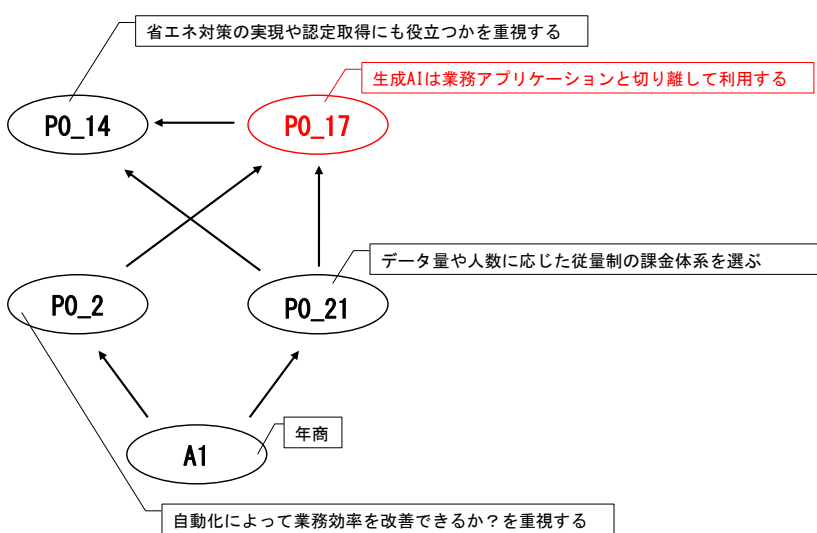 省エネ対策の実現や認定取得にも役立つかを重視する
生成AIは業務アプリケーションと切り離して利用する
PO_14
PO_17
データ量や人数に応じた従量制の課金体系を選ぶ
PO_2
PO_21
年商
A1
自動化によって業務効率を改善できるか？を重視する